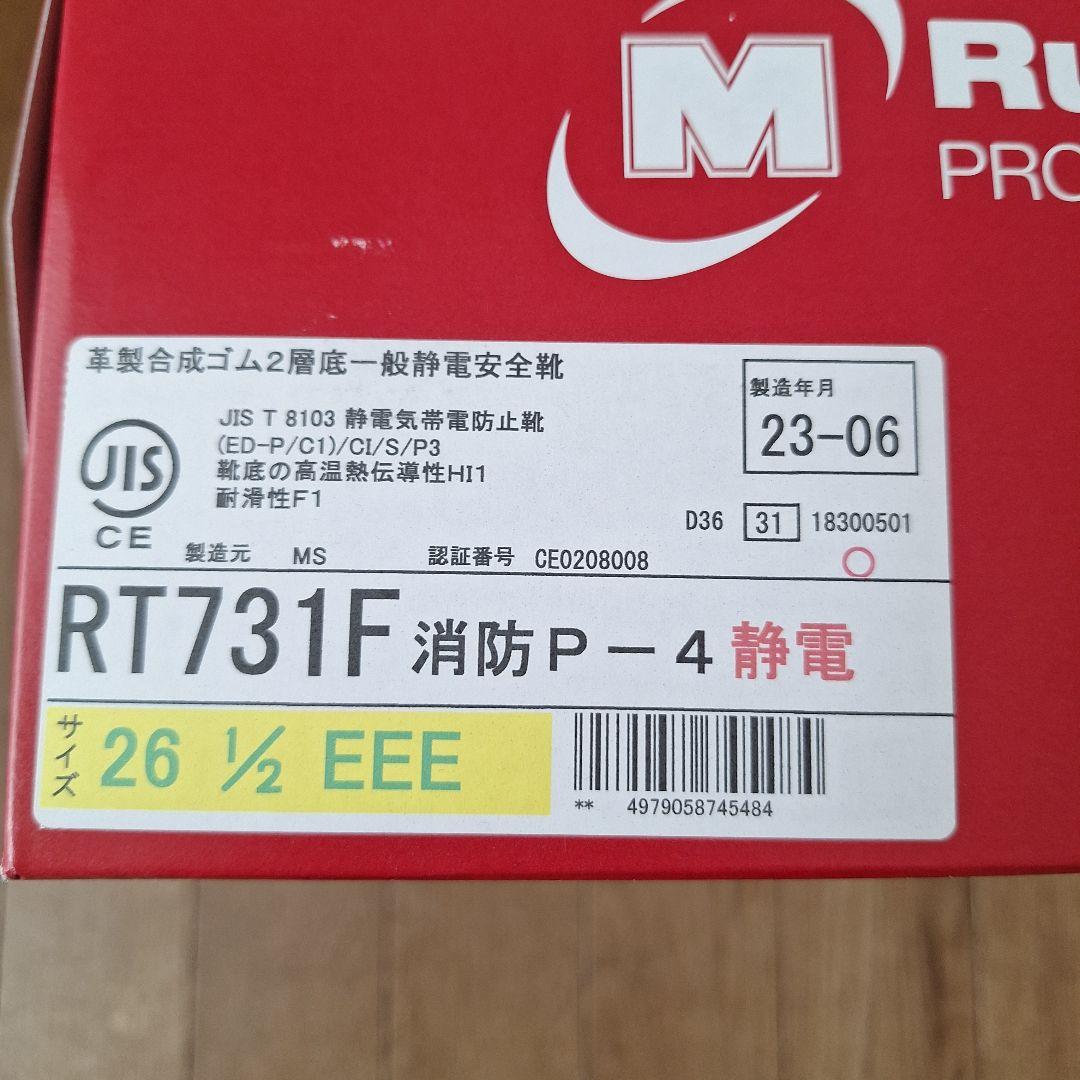 M
Ru
PRO
革製合成ゴム2層底一般静電安全靴
JIS T 8103 静電気帯電防止靴
(ED-P/C1)/CI/S/P3
靴底の高温熱伝導性HI1
耐滑性F1
JIS
CE
製造元 MS 認証番号 CE0208008
製造年月
23-06
D36 31 18300501
RT731F 消防P-4 静電
サイズ 26 ½ EEE
** 4979058745484